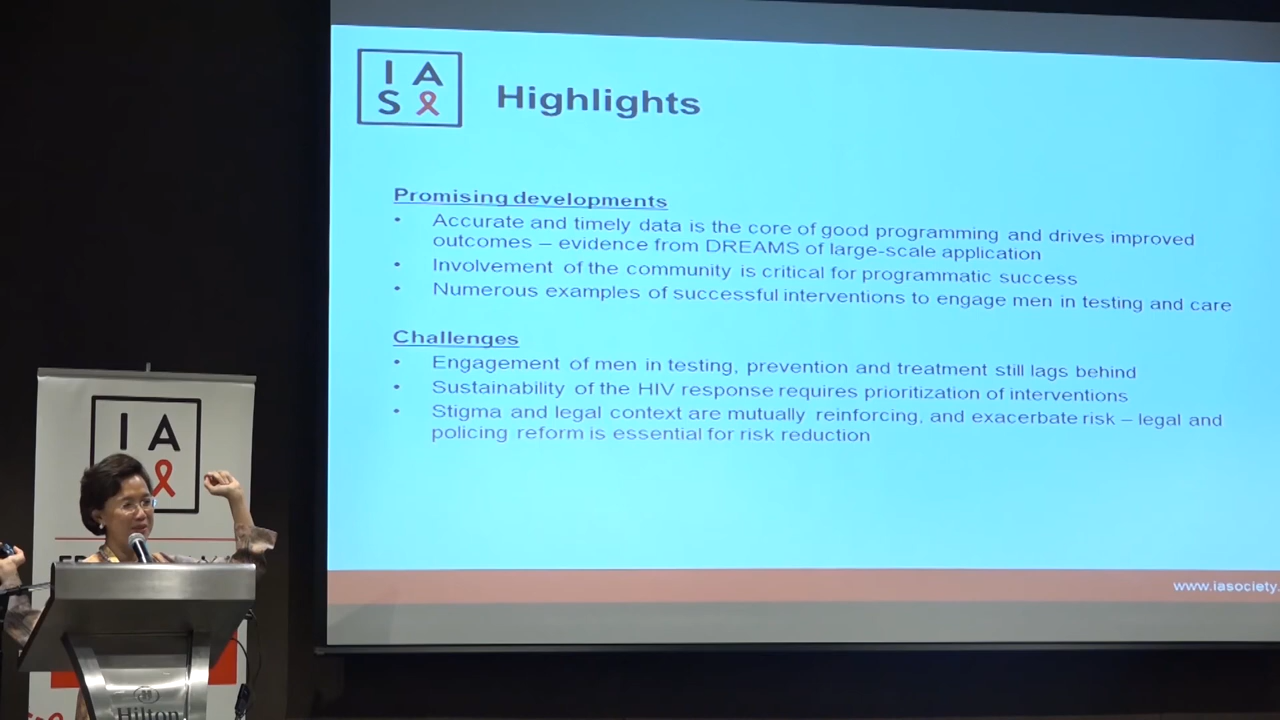 I A
S
Highlights
Promising developments
• Accurate and timely data is the core of good programming and drives improved
outcomes – evidence from DREAMS of large-scale application
• Involvement of the community is critical for programmatic success
• Numerous examples of successful interventions to engage men in testing and care
Challenges
• Engagement of men in testing, prevention and treatment still lags behind
• Sustainability of the HIV response requires prioritization of interventions
• Stigma and legal context are mutually reinforcing, and exacerbate risk – legal and
policing reform is essential for risk reduction
www.iasociety.
I A
Hilton